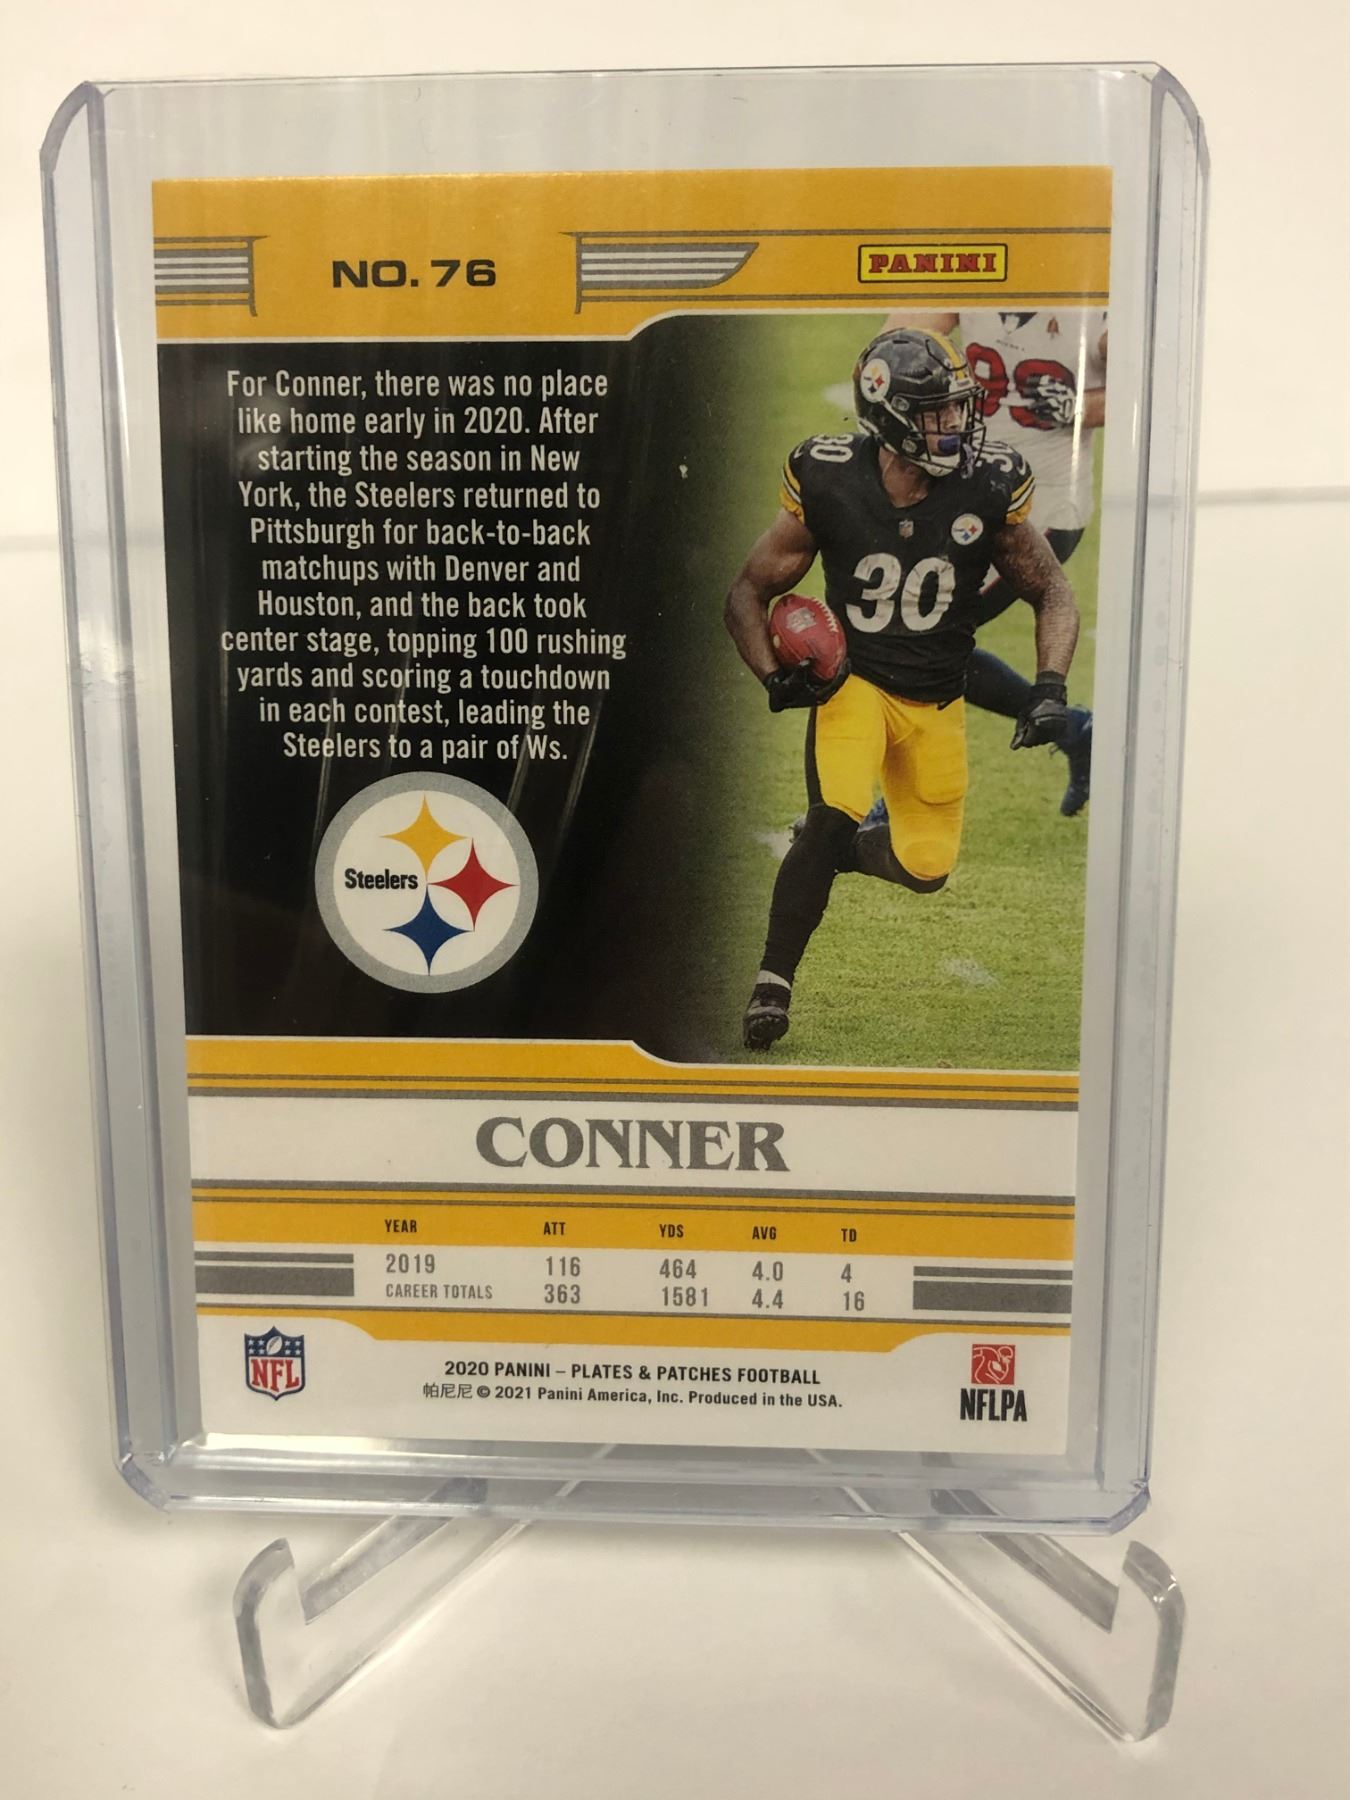 NO. 76
PANINI
For Conner, there was no place
like home early in 2020. After
starting the season in New
York, the Steelers returned to
Pittsburgh for back-to-back
matchups with Denver and
Houston, and the back took
center stage, topping 100 rushing
yards and scoring a touchdown
in each contest, leading the
Steelers to a pair of Ws.
30
30
30
Steelers
CONNER
YEAR ATT YDS AVG TD
2019 116 464 4.0 4
CAREER TOTALS 363 1581 4.4 16
NFL
2020 PANINI – PLATES & PATCHES FOOTBALL
帕尼尼 © 2021 Panini America, Inc. Produced in the USA.
NFLPA